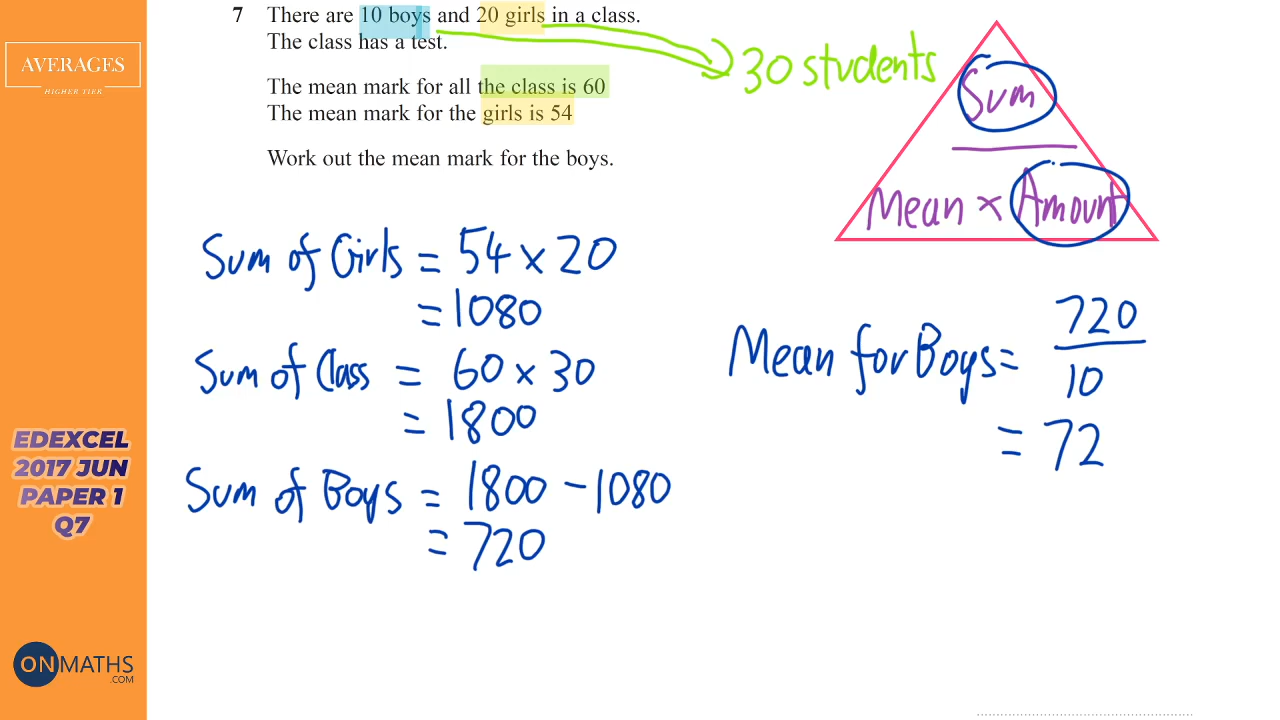 AVERAGES
HIGHER TIER
EDEXCEL
2017 JUN
PAPER 1
Q7
ONMATHS
.COM
7 There are 10 boys and 20 girls in a class.
The class has a test.
The mean mark for all the class is 60
The mean mark for the girls is 54
Work out the mean mark for the boys.
30 students
Sum
Mean × Amount
Sum of Girls = 54 × 20
= 1080
Sum of Class = 60 × 30
= 1800
Sum of Boys = 1800 - 1080
= 720
Mean for Boys = 720
10
= 72